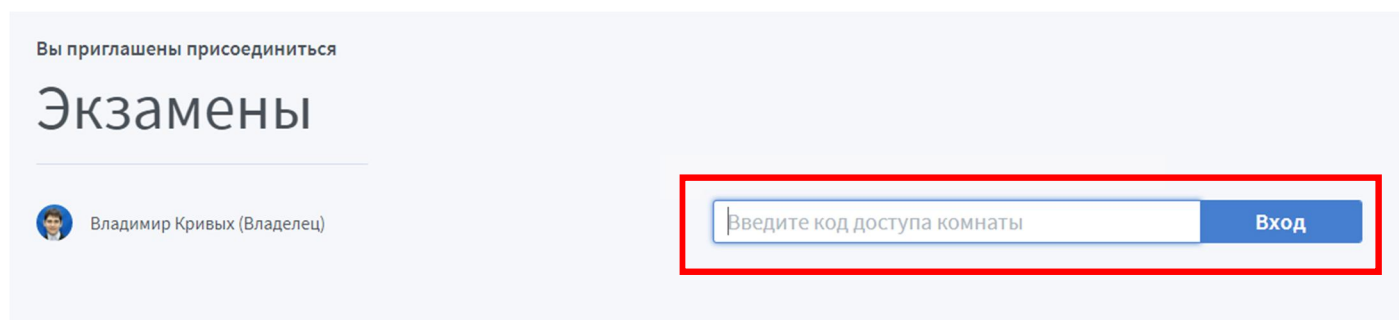 Вы приглашены присоединиться
Экзамены
Владимир Кривых (Владелец)
Введите код доступа комнаты
Вход